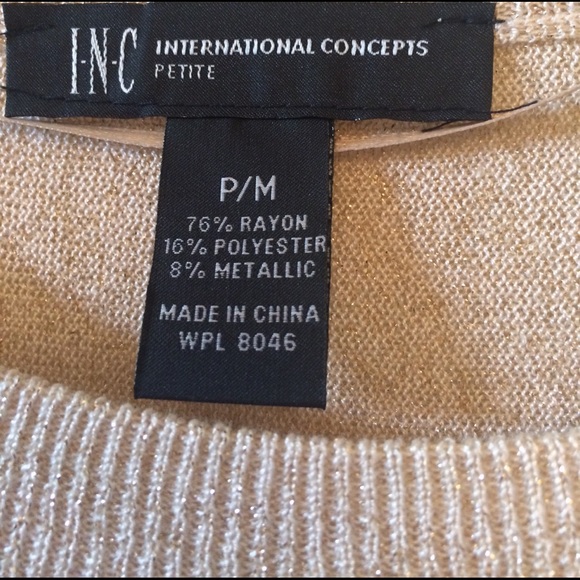 I·N·C INTERNATIONAL CONCEPTS
PETITE
P/M
76% RAYON
16% POLYESTER
8% METALLIC
MADE IN CHINA
WPL 8046